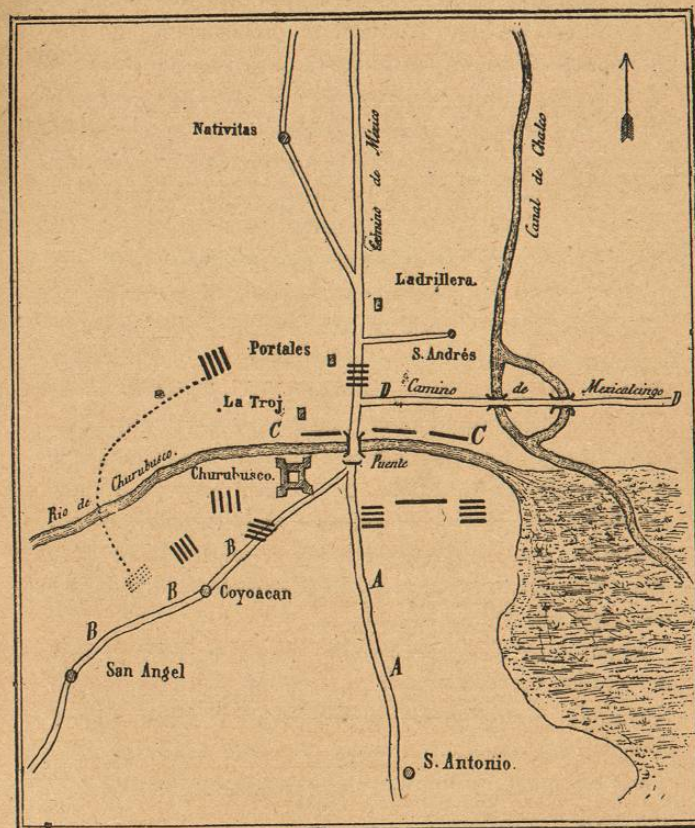 Nativitas
Camino de México
Canal de Chalco
Ladrillera.
Portales
S. Andrés
D Camino de Mexicalcingo D
La Troj
C C
Rio de Churubusco.
Churubusco.
Puente
B
A
B
Coyoacan
B
San Angel
A
S. Antonio.